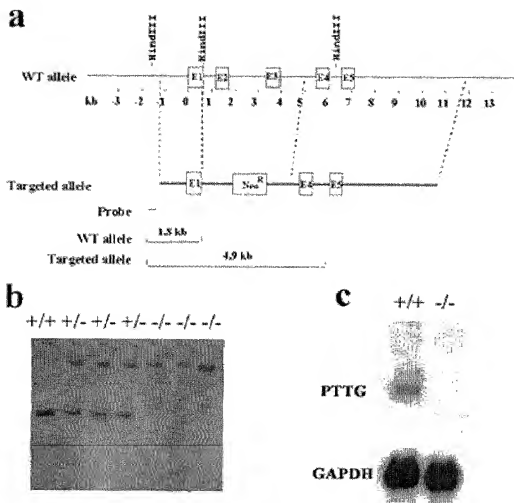 a
HindIII HindIII HindIII
WT allele E1 E2 E3 E4 E5
kb -3 -2 -1 0 1 2 3 4 5 6 7 8 9 10 11 12 13
Targeted allele E1 Neo R E4 E5
Probe
WT allele 1.8 kb
Targeted allele 4.9 kb
b
+/+ +/- +/- +/- -/- -/- -/-
c
+/+ -/-
PTTG
GAPDH